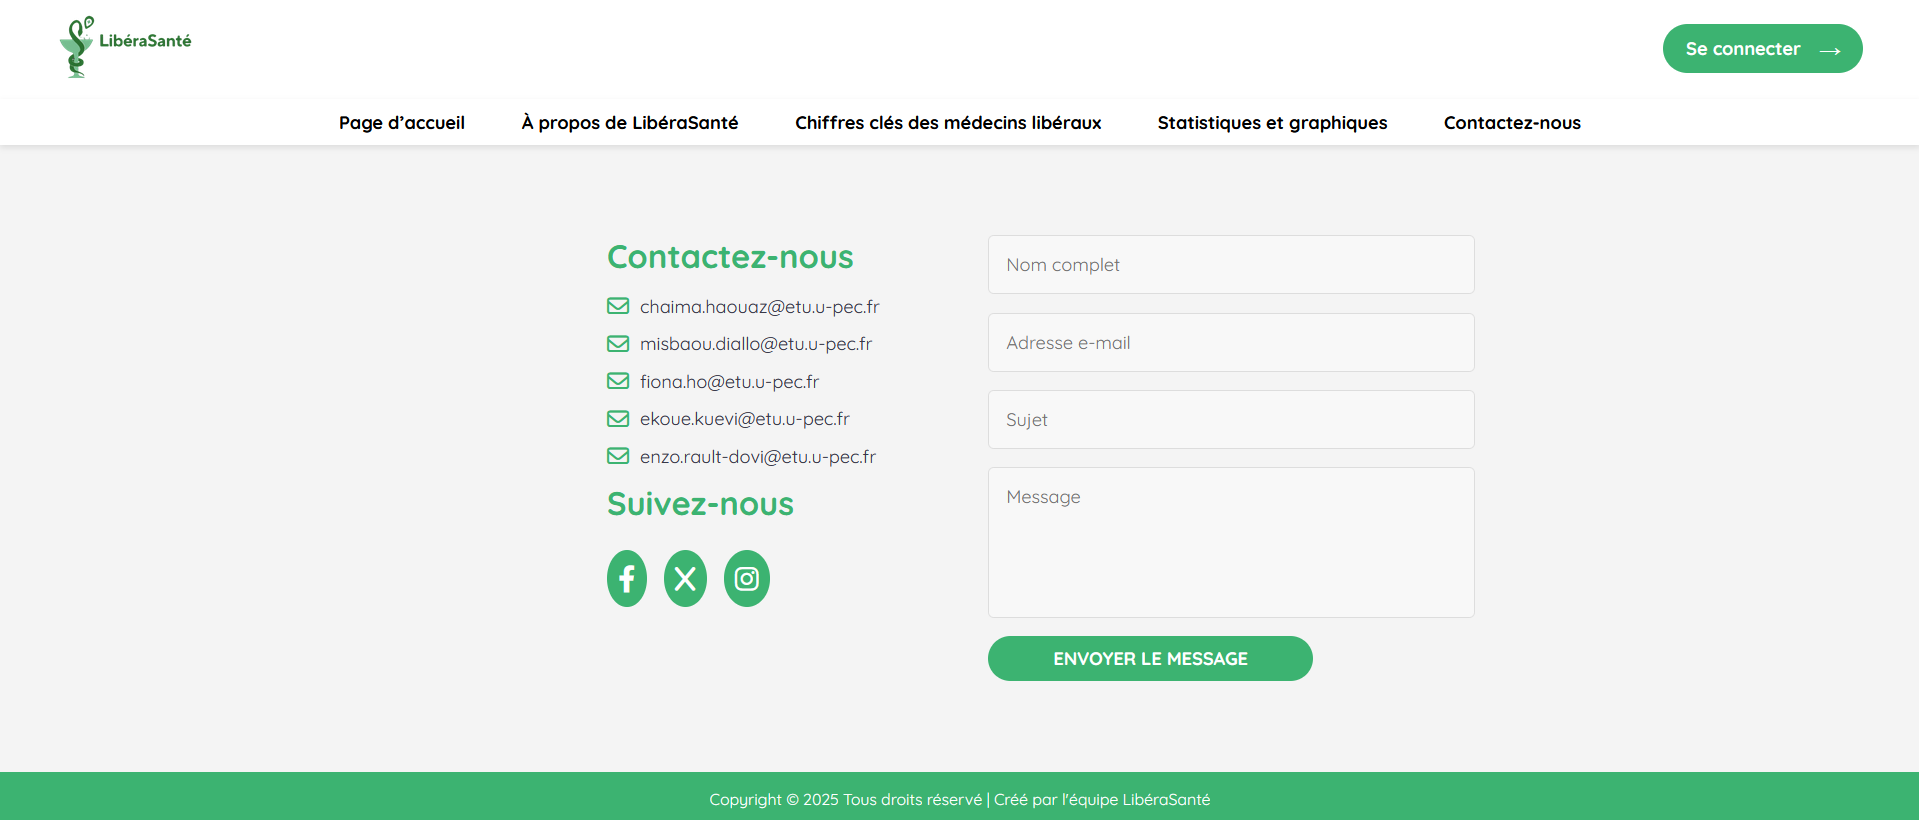 LibéraSanté
Se connecter →
Page d’accueil
À propos de LibéraSanté
Chiffres clés des médecins libéraux
Statistiques et graphiques
Contactez-nous
Contactez-nous
chaima.haouaz@etu.u-pec.fr
misbaou.diallo@etu.u-pec.fr
fiona.ho@etu.u-pec.fr
ekoue.kuevi@etu.u-pec.fr
enzo.rault-dovi@etu.u-pec.fr
Suivez-nous
Nom complet
Adresse e-mail
Sujet
Message
ENVOYER LE MESSAGE
Copyright © 2025 Tous droits réservé | Créé par l'équipe LibéraSanté